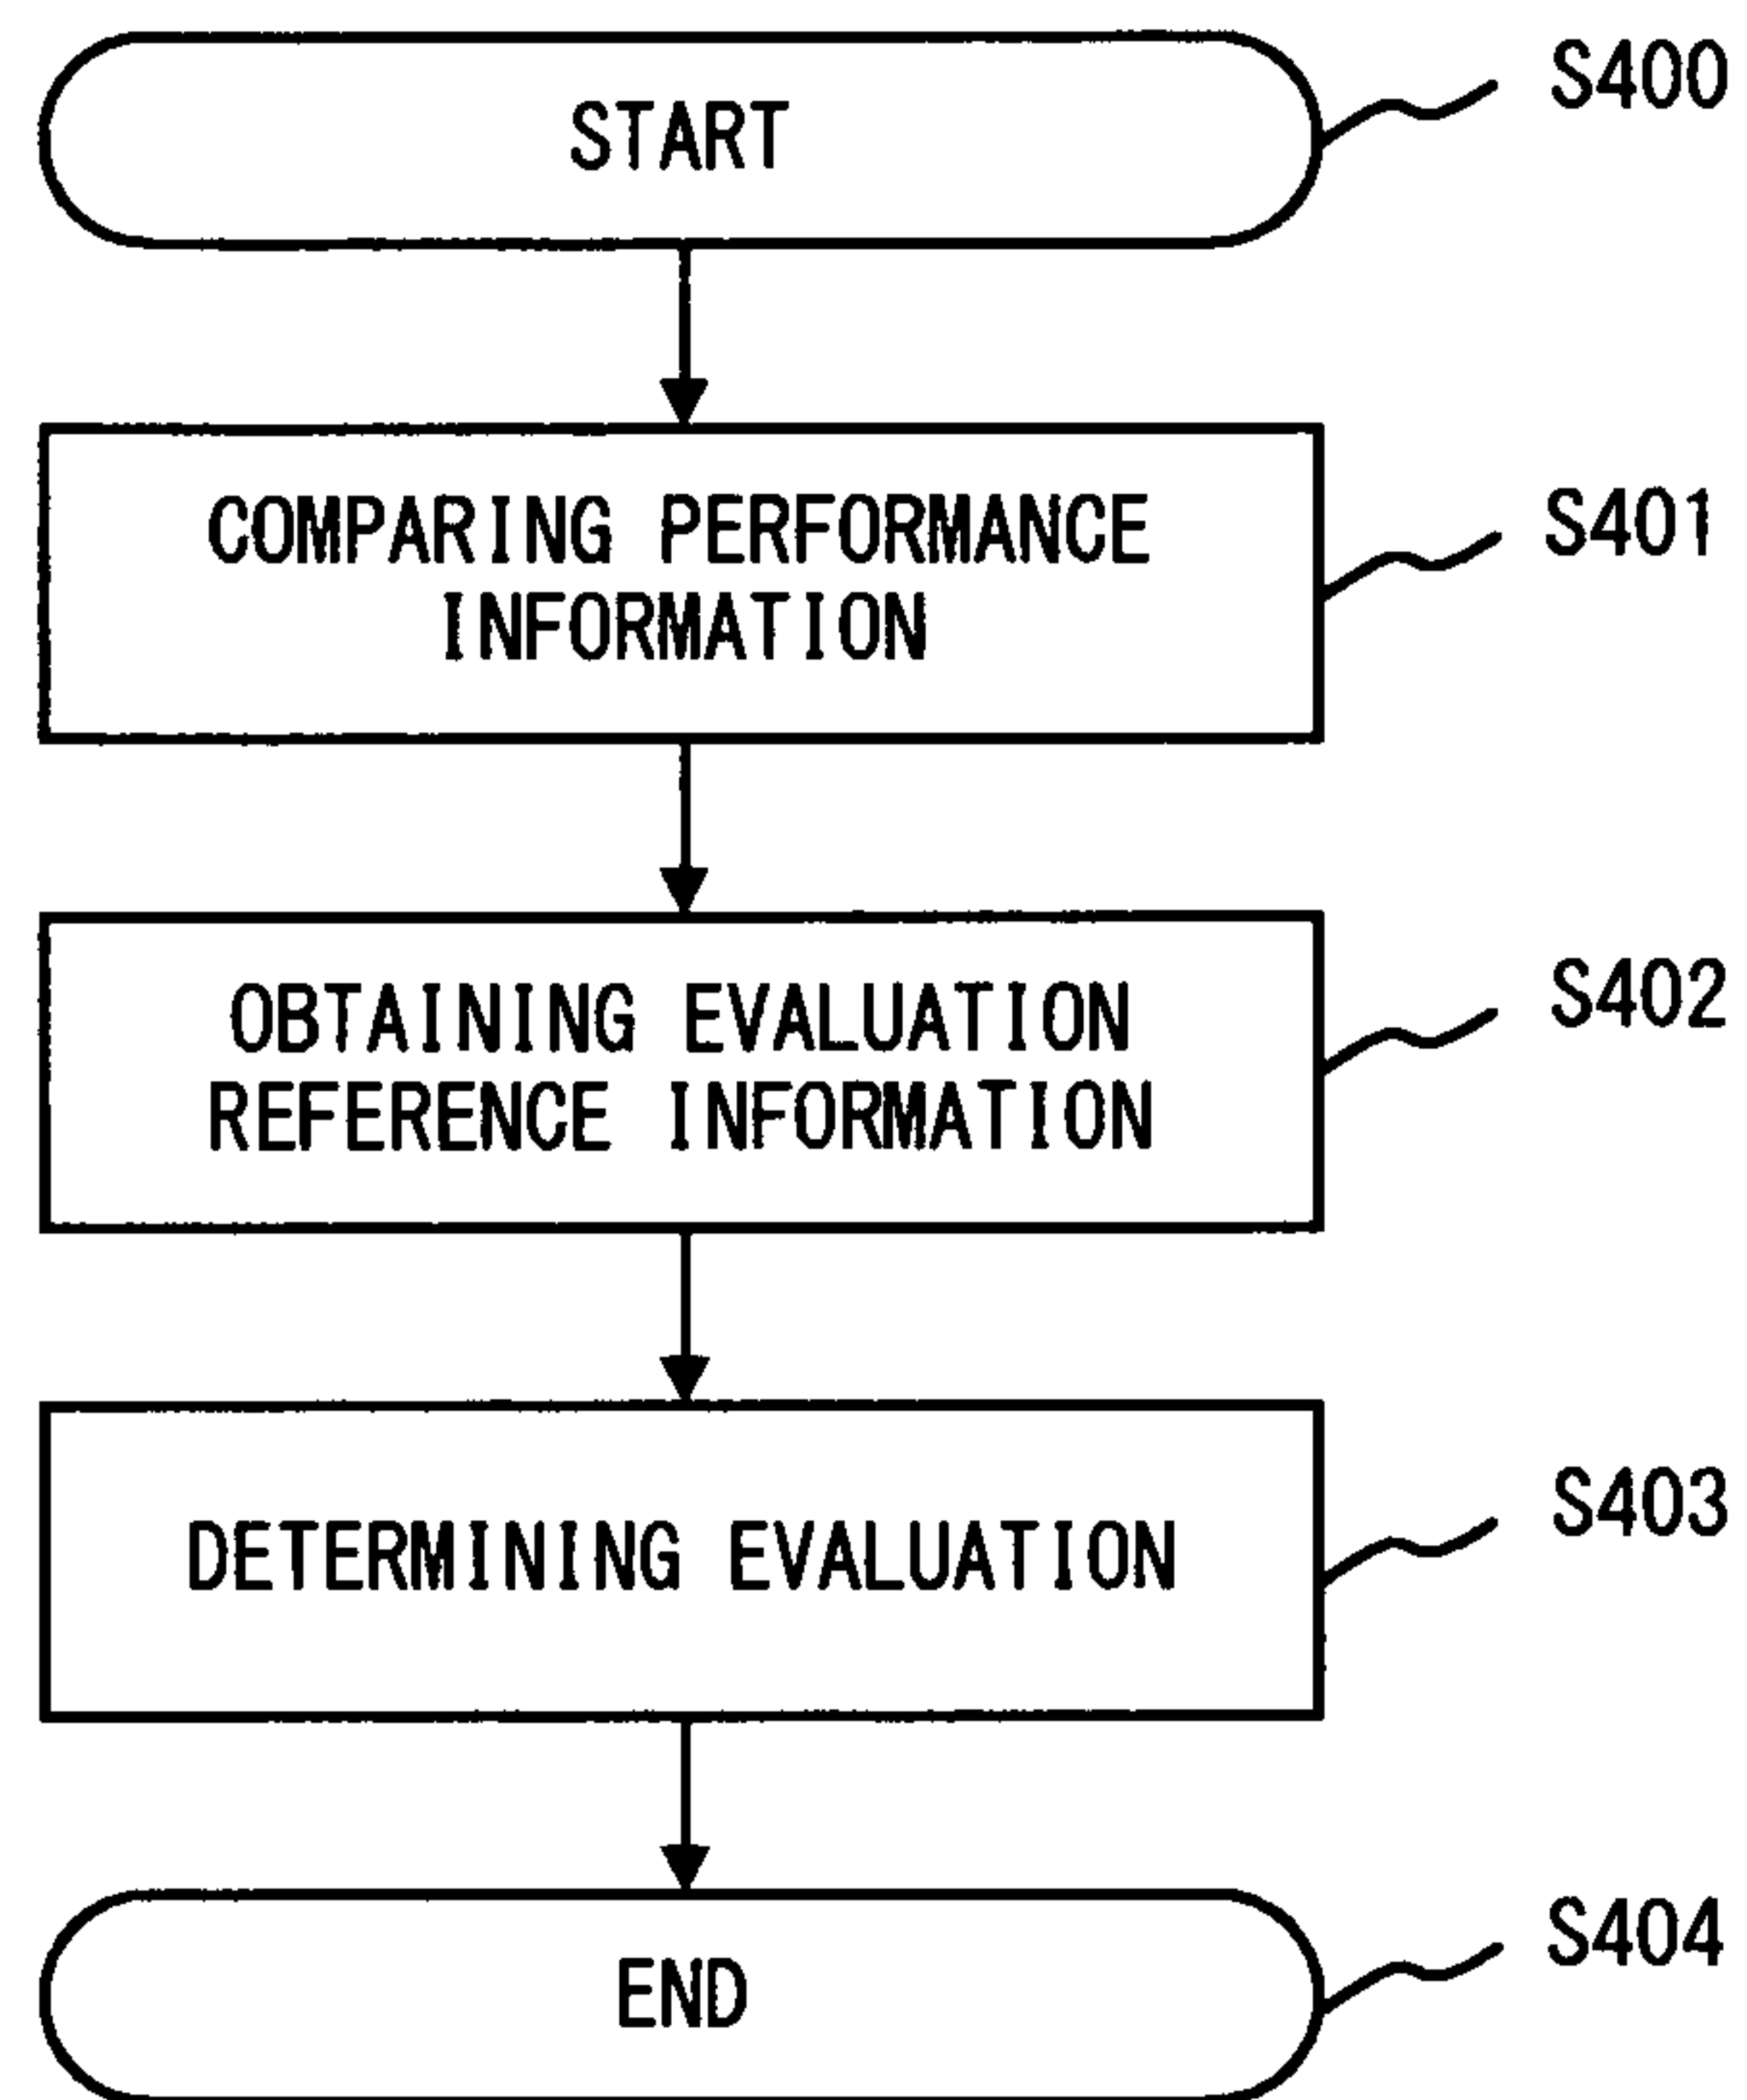 START
S400
COMPARING PERFORMANCE
INFORMATION
S401
OBTAINING EVALUATION
REFERENCE INFORMATION
S402
DETERMINING EVALUATION
S403
END
S404